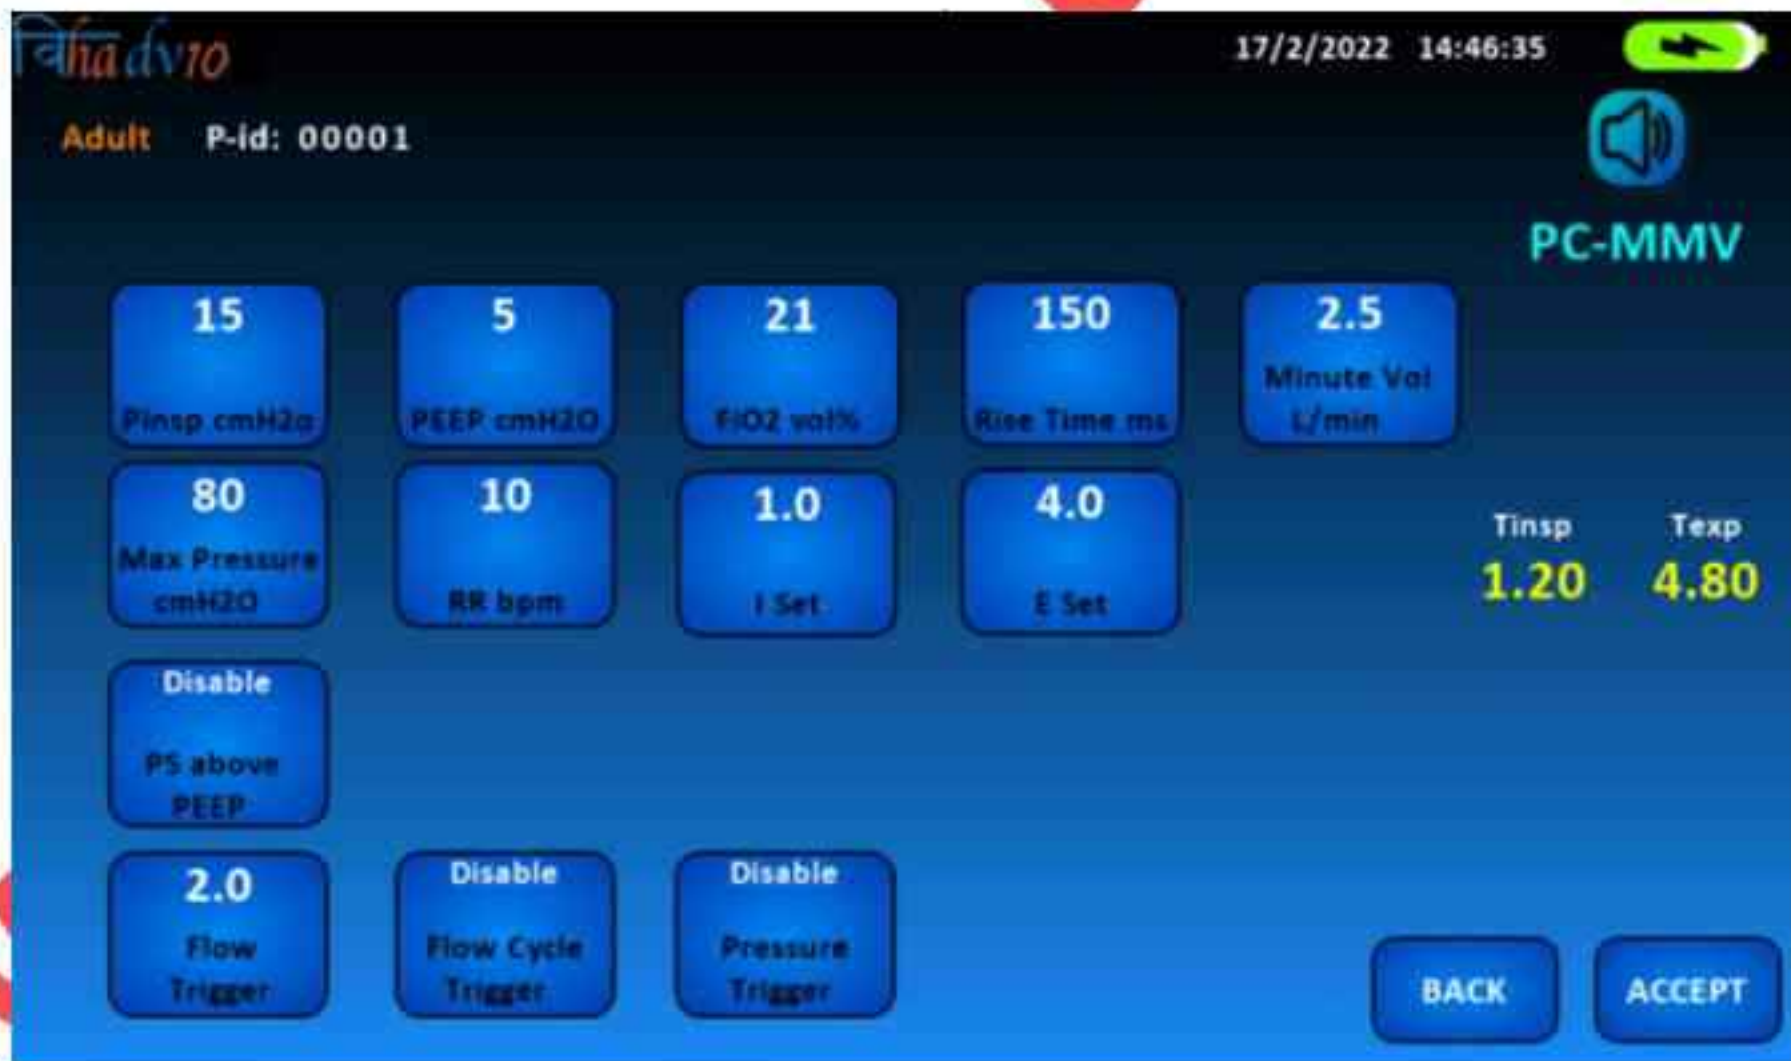 विha dv10
17/2/2022 14:46:35
Adult P-id: 00001
PC-MMV
15
Pinsp cmH2o
5
PEEP cmH2O
21
FiO2 vol%
150
Rise Time ms
2.5
Minute Vol
L/min
80
Max Pressure
cmH2O
10
RR bpm
1.0
I Set
4.0
E Set
Tinsp Texp
1.20 4.80
Disable
PS above
PEEP
2.0
Flow
Trigger
Disable
Flow Cycle
Trigger
Disable
Pressure
Trigger
BACK
ACCEPT